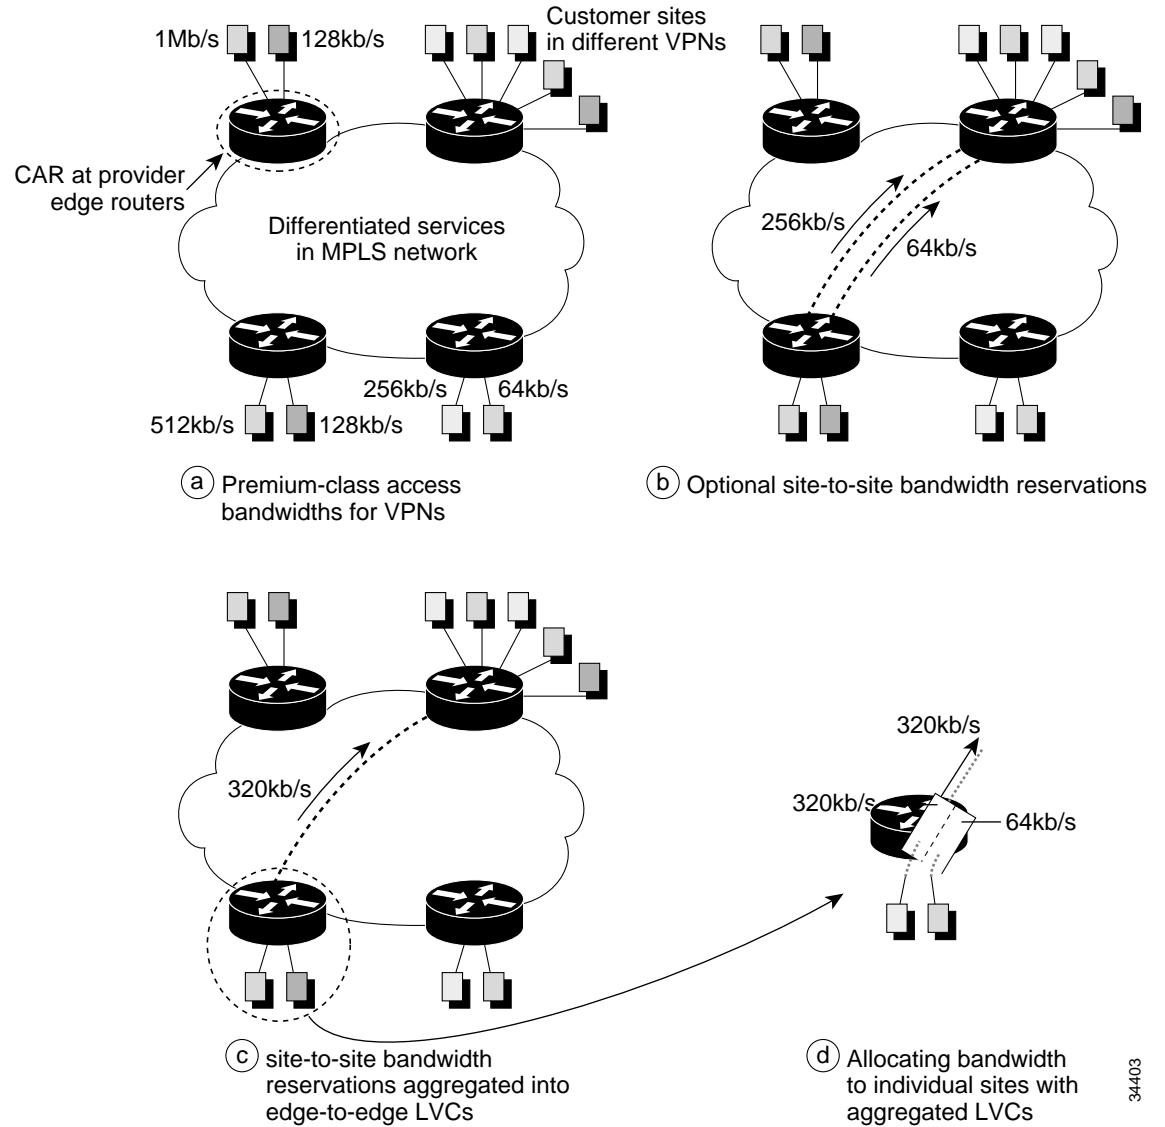 Customer sites
in different VPNs
1Mb/s
128kb/s
CAR at provider
edge routers
Differentiated services
in MPLS network
256kb/s
64kb/s
512kb/s
128kb/s
a Premium-class access
bandwidths for VPNs
256kb/s
64kb/s
b Optional site-to-site bandwidth reservations
320kb/s
c site-to-site bandwidth
reservations aggregated into
edge-to-edge LVCs
320kb/s
320kb/s
64kb/s
d Allocating bandwidth
to individual sites with
aggregated LVCs
34403